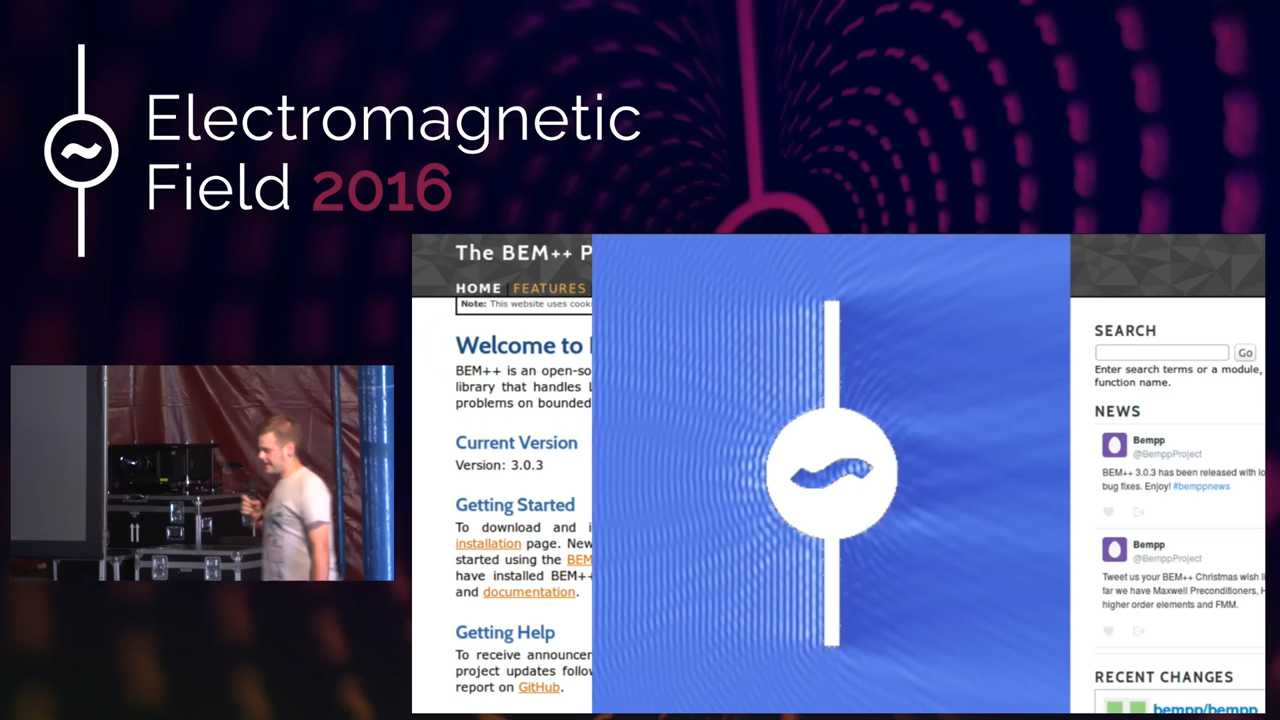 Electromagnetic
Field 2016
The BEM++ P
HOME FEATURES
Note: This website uses cook
Welcome to
BEM++ is an open-so
library that handles
problems on bounded
Current Version
Version: 3.0.3
Getting Started
To download and i
installation page. New
started using the BEM
have installed BEM++
and documentation.
Getting Help
To receive announcer
project updates follow
report on GitHub.
SEARCH
Go
Enter search terms or a module,
function name.
NEWS
Bempp
@BemppProject
BEM++ 3.0.3 has been released with lo
bug fixes. Enjoy! #bemppnews
Bempp
@BemppProject
Tweet us your BEM++ Christmas wish li
far we have Maxwell Preconditioners, H
higher order elements and FMM.
RECENT CHANGES
bempp/bempp